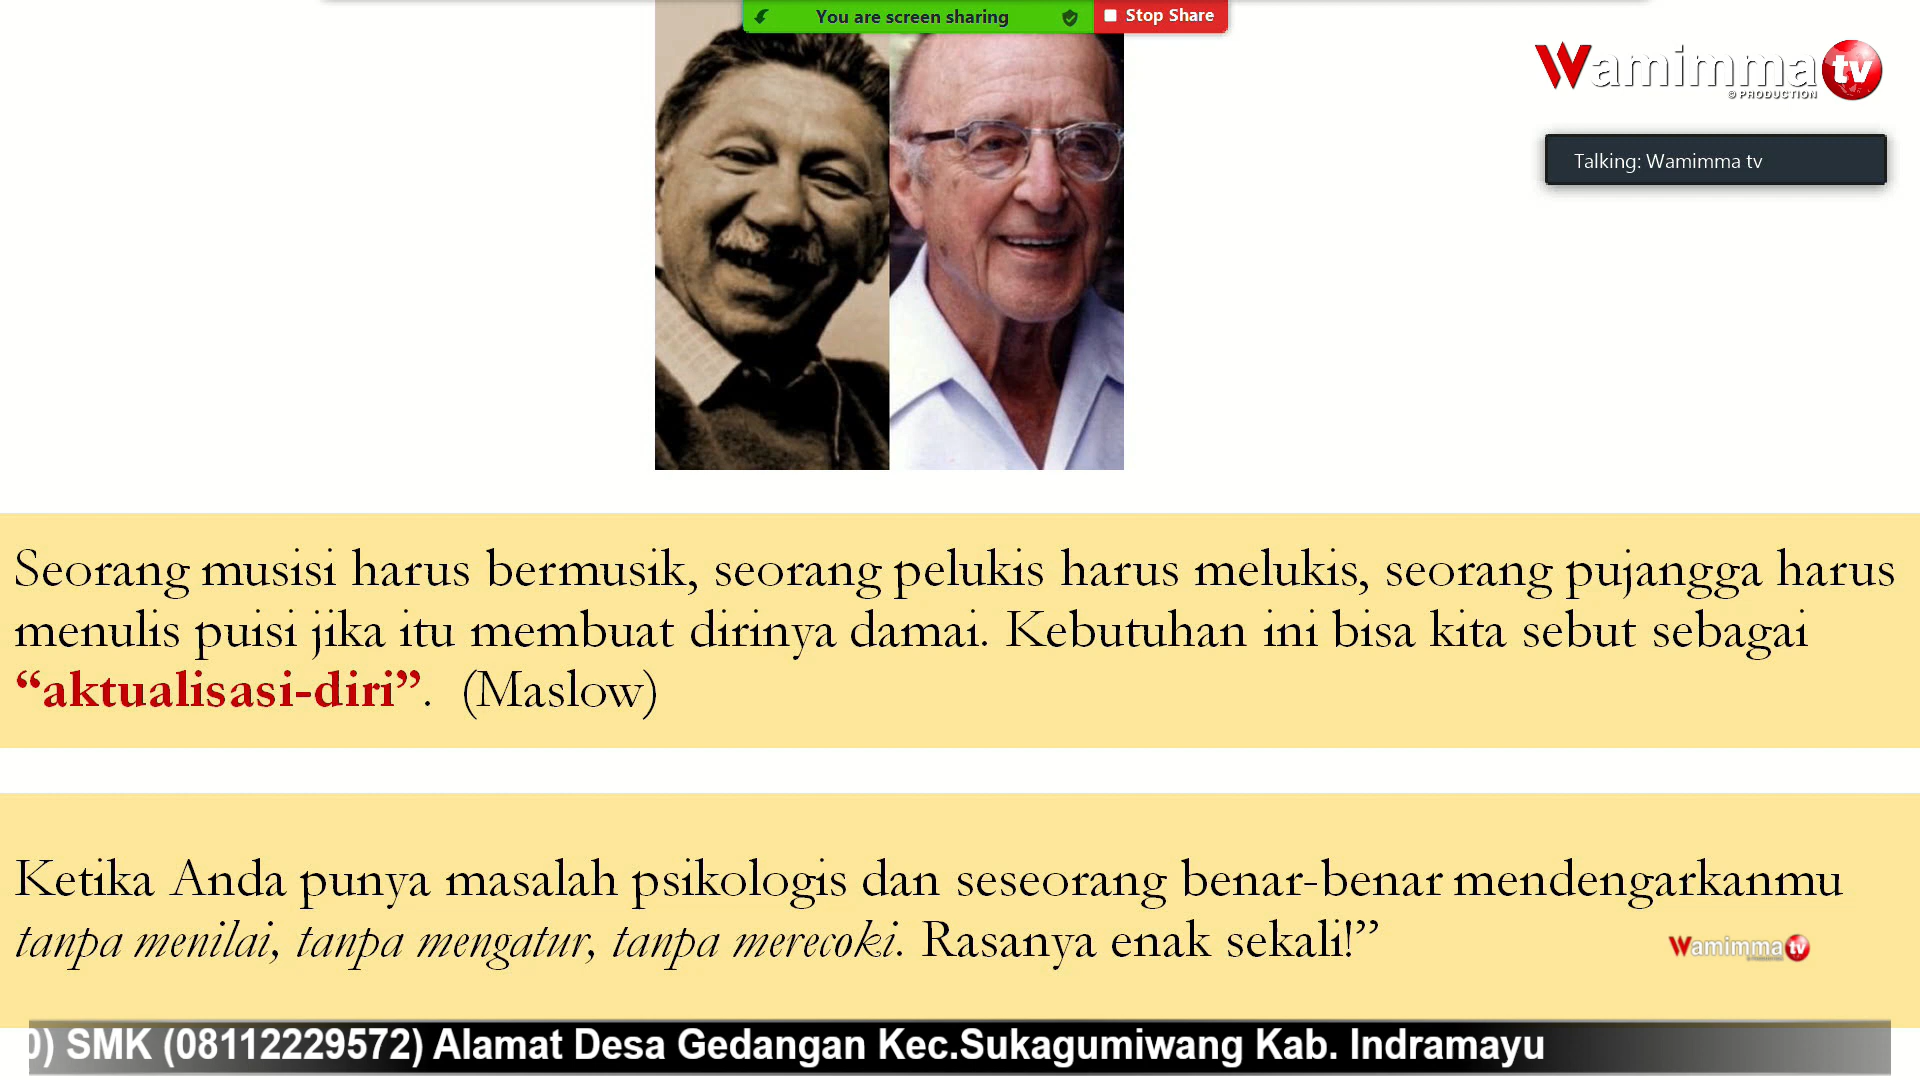 You are screen sharing
Stop Share
Wamimma tv
© PRODUCTION
Talking: Wamimma tv
Seorang musisi harus bermusik, seorang pelukis harus melukis, seorang pujangga harus
menulis puisi jika itu membuat dirinya damai. Kebutuhan ini bisa kita sebut sebagai
“aktualisasi-diri”. (Maslow)
Ketika Anda punya masalah psikologis dan seseorang benar-benar mendengarkanmu
tanpa menilai, tanpa mengatur, tanpa merecoki. Rasanya enak sekali!”
Wamimma tv
0) SMK (08112229572) Alamat Desa Gedangan Kec.Sukagumiwang Kab. Indramayu